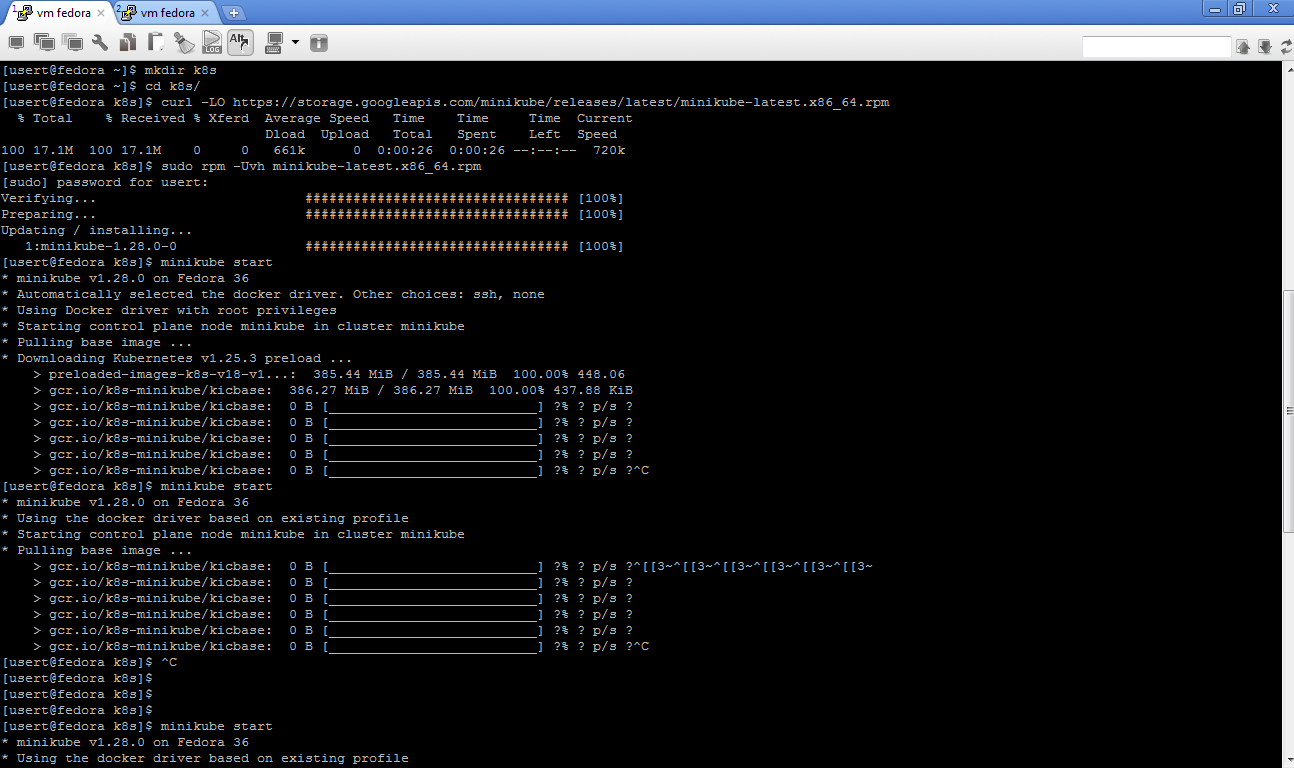 1 vm fedora × 2 vm fedora ×
LOG Alt
[usert@fedora ~]$ mkdir k8s
[usert@fedora ~]$ cd k8s/
[usert@fedora k8s]$ curl -LO https://storage.googleapis.com/minikube/releases/latest/minikube-latest.x86_64.rpm
  % Total    % Received % Xferd  Average Speed   Time    Time     Time  Current
                                 Dload  Upload   Total   Spent    Left  Speed
100 17.1M  100 17.1M    0     0   661k      0  0:00:26  0:00:26 --:--:--  720k
[usert@fedora k8s]$ sudo rpm -Uvh minikube-latest.x86_64.rpm
[sudo] password for usert:
Verifying...                          ################################# [100%]
Preparing...                          ################################# [100%]
Updating / installing...
   1:minikube-1.28.0-0                ################################# [100%]
[usert@fedora k8s]$ minikube start
* minikube v1.28.0 on Fedora 36
* Automatically selected the docker driver. Other choices: ssh, none
* Using Docker driver with root privileges
* Starting control plane node minikube in cluster minikube
* Pulling base image ...
* Downloading Kubernetes v1.25.3 preload ...
    > preloaded-images-k8s-v18-v1...:  385.44 MiB / 385.44 MiB  100.00% 448.06
    > gcr.io/k8s-minikube/kicbase:  386.27 MiB / 386.27 MiB  100.00% 437.88 KiB
    > gcr.io/k8s-minikube/kicbase:  0 B [__________________________] ?% ? p/s ?
    > gcr.io/k8s-minikube/kicbase:  0 B [__________________________] ?% ? p/s ?
    > gcr.io/k8s-minikube/kicbase:  0 B [__________________________] ?% ? p/s ?
    > gcr.io/k8s-minikube/kicbase:  0 B [__________________________] ?% ? p/s ?
    > gcr.io/k8s-minikube/kicbase:  0 B [__________________________] ?% ? p/s ?^C
[usert@fedora k8s]$ minikube start
* minikube v1.28.0 on Fedora 36
* Using the docker driver based on existing profile
* Starting control plane node minikube in cluster minikube
* Pulling base image ...
    > gcr.io/k8s-minikube/kicbase:  0 B [__________________________] ?% ? p/s ?^[[3~^[[3~^[[3~^[[3~^[[3~^[[3~
    > gcr.io/k8s-minikube/kicbase:  0 B [__________________________] ?% ? p/s ?
    > gcr.io/k8s-minikube/kicbase:  0 B [__________________________] ?% ? p/s ?
    > gcr.io/k8s-minikube/kicbase:  0 B [__________________________] ?% ? p/s ?
    > gcr.io/k8s-minikube/kicbase:  0 B [__________________________] ?% ? p/s ?
    > gcr.io/k8s-minikube/kicbase:  0 B [__________________________] ?% ? p/s ?^C
[usert@fedora k8s]$ ^C
[usert@fedora k8s]$
[usert@fedora k8s]$
[usert@fedora k8s]$
[usert@fedora k8s]$ minikube start
* minikube v1.28.0 on Fedora 36
* Using the docker driver based on existing profile